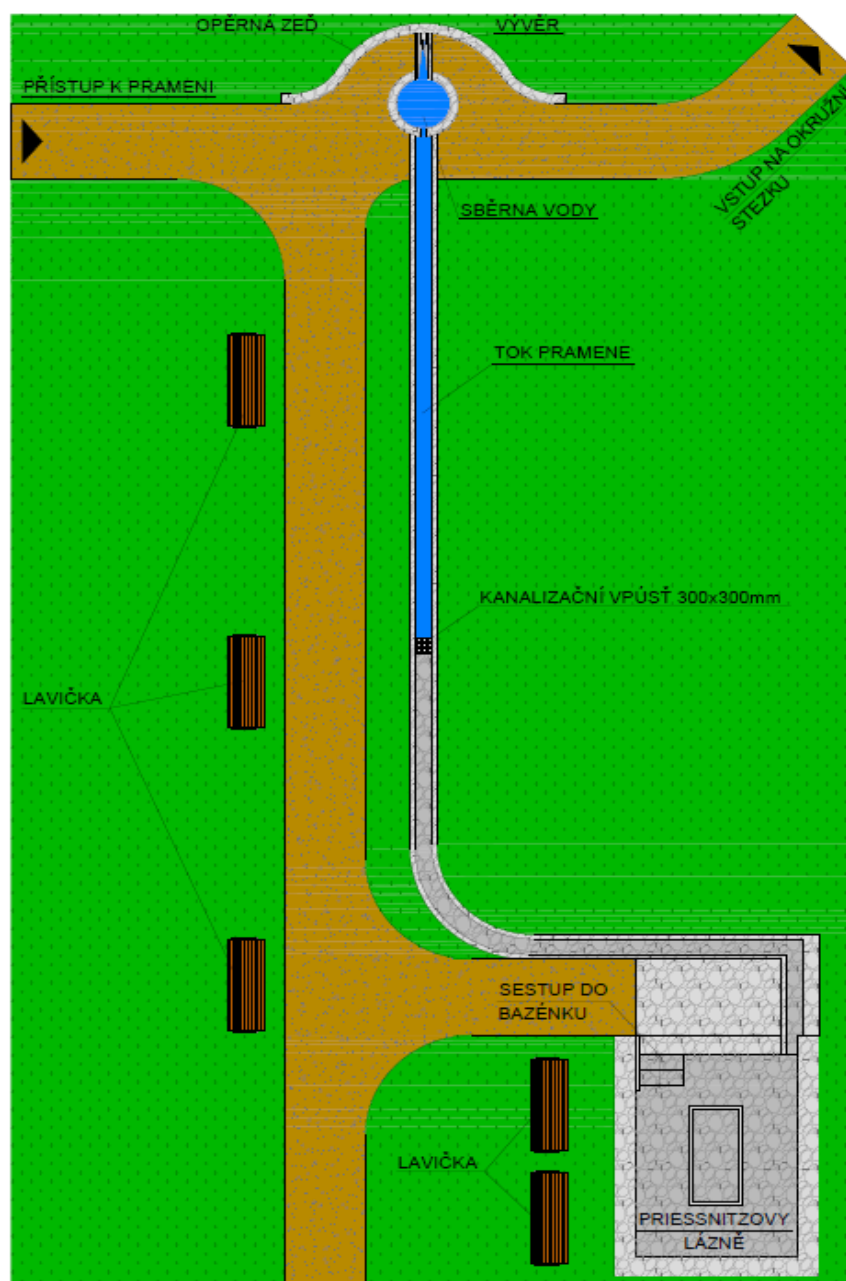 OPĚRNÁ ZEĎ
VÝVĚR
PŘÍSTUP K PRAMENI
VSTUP NA OKRUŽNÍ
STEZKU
SBĚRNA VODY
TOK PRAMENE
KANALIZAČNÍ VPÚSŤ 300x300mm
LAVIČKA
SESTUP DO
BAZÉNKU
LAVIČKA
PRIESSNITZOVY
LÁZNĚ